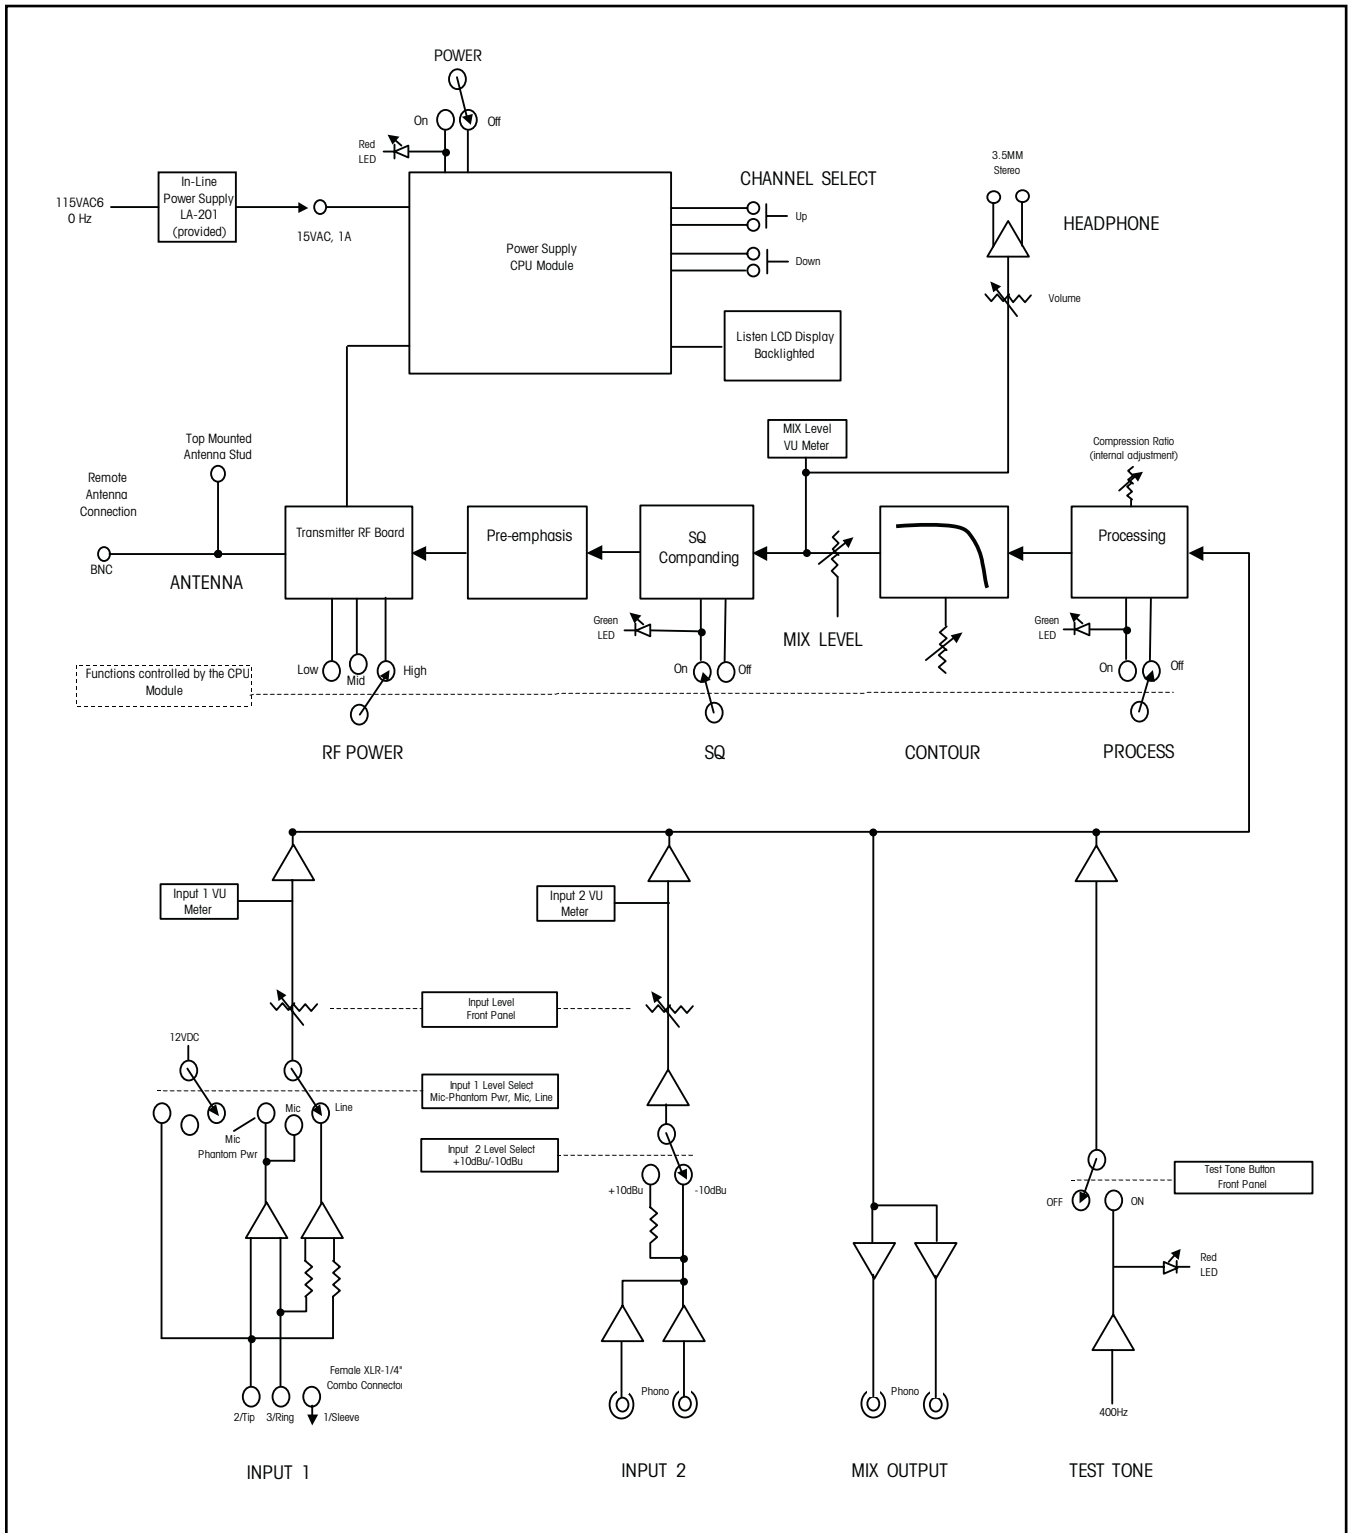 POWER
On
Off
Red
LED
3.5MM
Stereo
In-Line
Power Supply
LA-201
(provided)
115VAC6
0 Hz
15VAC, 1A
CHANNEL SELECT
Up
Down
HEADPHONE
Power Supply
CPU Module
Volume
Listen LCD Display
Backlighted
MIX Level
VU Meter
Top Mounted
Antenna Stud
Compression Ratio
(internal adjustment)
Remote
Antenna
Connection
Transmitter RF Board
Pre-emphasis
SQ
Companding
Processing
BNC
ANTENNA
Green
LED
MIX LEVEL
Green
LED
Low
Mid
High
On
Off
On
Off
Functions controlled by the CPU
Module
RF POWER
SQ
CONTOUR
PROCESS
Input 1 VU
Meter
Input 2 VU
Meter
Input Level
Front Panel
12VDC
Input 1 Level Select
Mic-Phantom Pwr, Mic, Line
Mic
Line
Mic
Phantom Pwr
Input 2 Level Select
+10dBu/-10dBu
+10dBu
-10dBu
Test Tone Button
Front Panel
OFF
ON
Red
LED
Female XLR-1/4"
Combo Connector
2/Tip
3/Ring
1/Sleeve
Phono
Phono
400Hz
INPUT 1
INPUT 2
MIX OUTPUT
TEST TONE